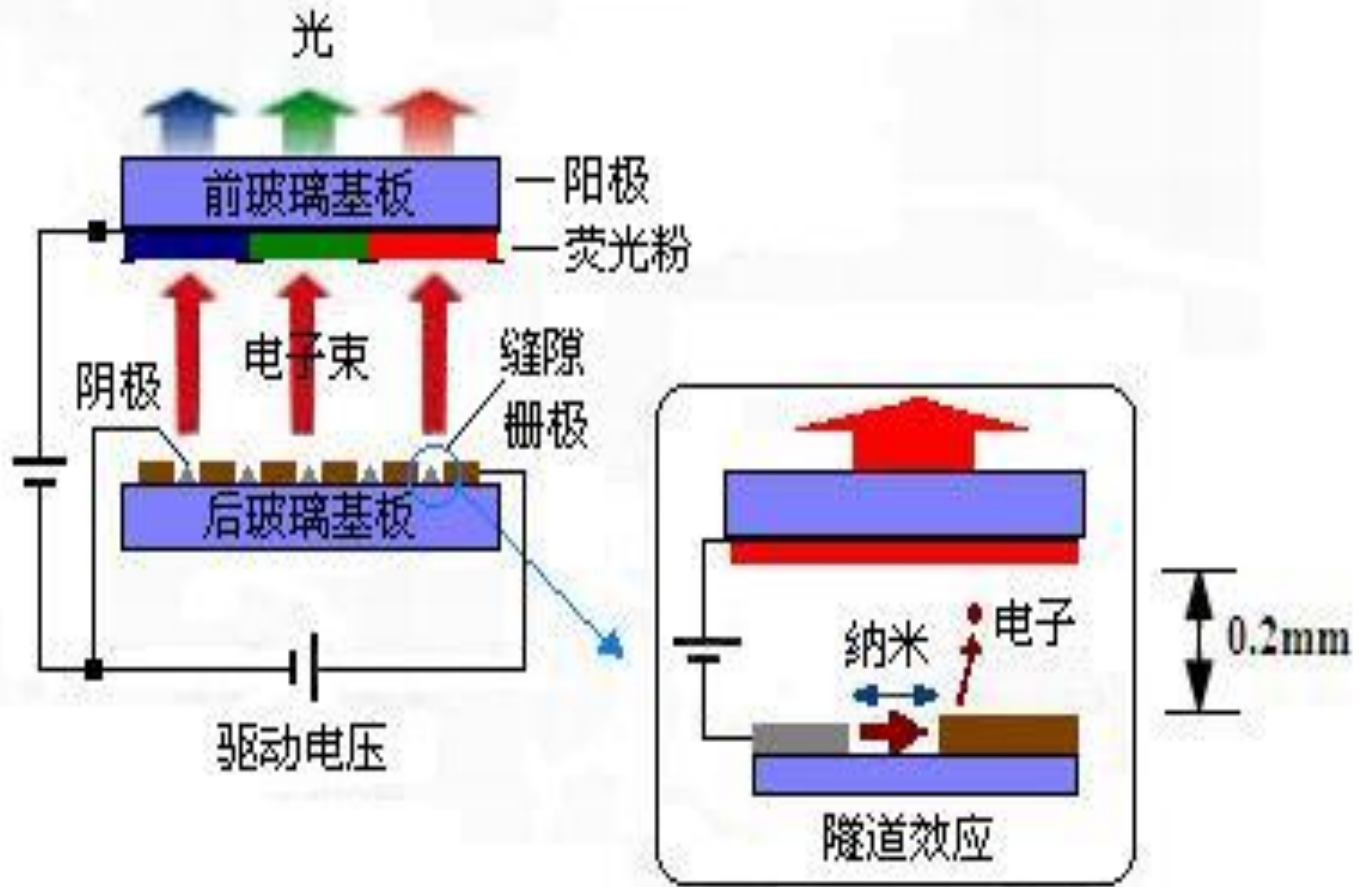 光
前玻璃基板
阳极
荧光粉
电子束
缝隙
阴极
栅极
后玻璃基板
驱动电压
纳米
电子
0.2mm
隧道效应